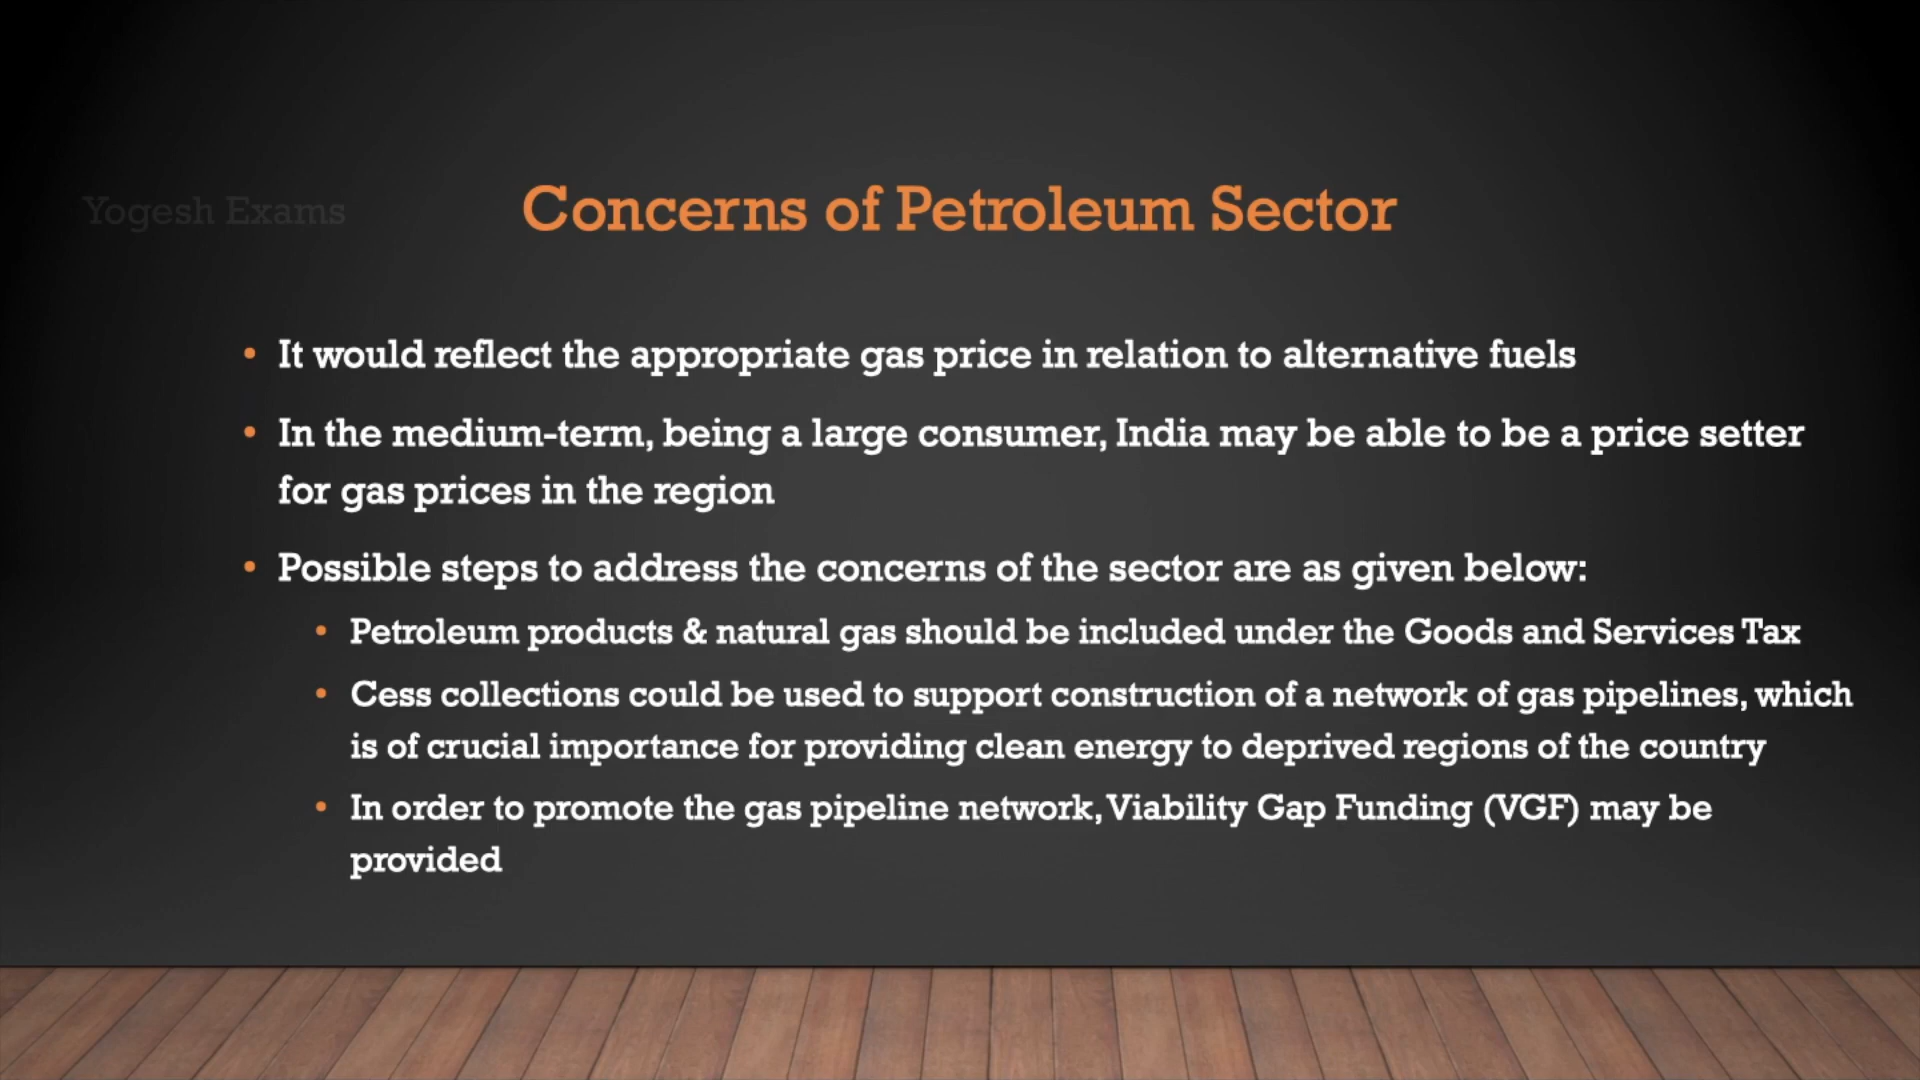 Yogesh Exams
Concerns of Petroleum Sector
• It would reflect the appropriate gas price in relation to alternative fuels
• In the medium-term, being a large consumer, India may be able to be a price setter
for gas prices in the region
• Possible steps to address the concerns of the sector are as given below:
• Petroleum products & natural gas should be included under the Goods and Services Tax
• Cess collections could be used to support construction of a network of gas pipelines, which
is of crucial importance for providing clean energy to deprived regions of the country
• In order to promote the gas pipeline network, Viability Gap Funding (VGF) may be
provided